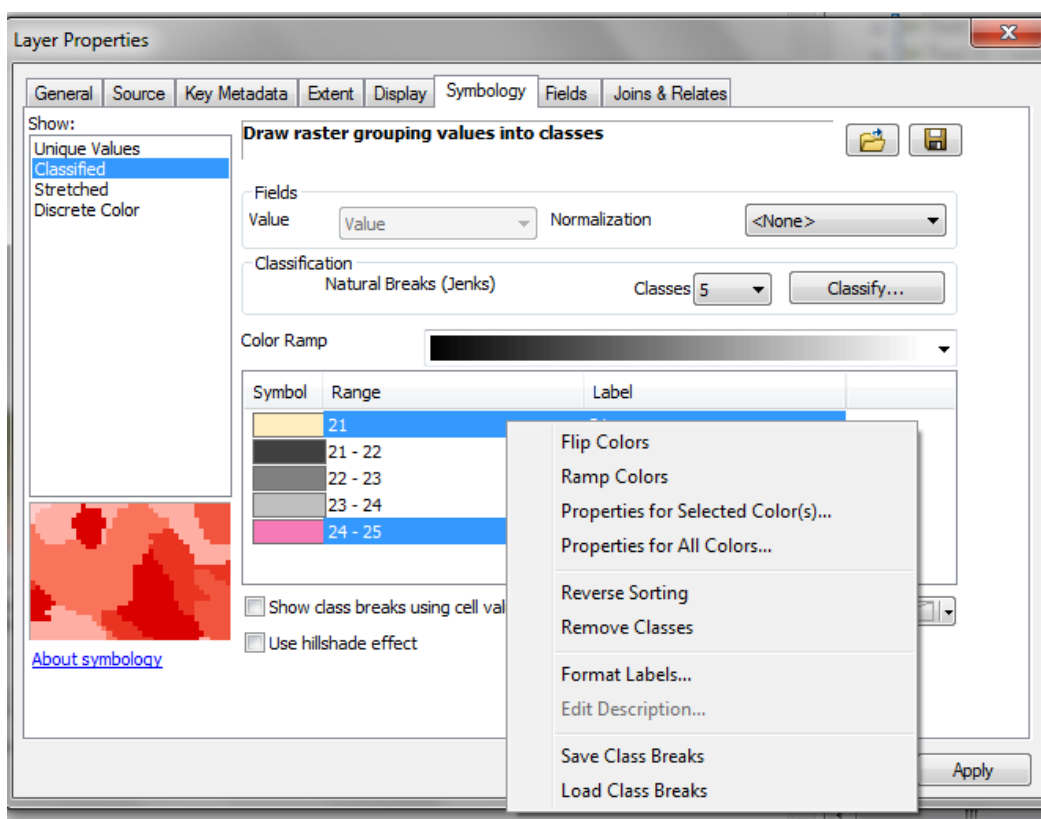 Layer Properties
General Source Key Metadata Extent Display Symbology Fields Joins & Relates
Show:
Unique Values
Classified
Stretched
Discrete Color
Draw raster grouping values into classes
Fields
Value Value Normalization <None>
Classification
Natural Breaks (Jenks) Classes 5 Classify...
Color Ramp
Symbol Range Label
21
21 - 22
22 - 23
23 - 24
24 - 25
Flip Colors
Ramp Colors
Properties for Selected Color(s)...
Properties for All Colors...
Reverse Sorting
Remove Classes
Format Labels...
Edit Description...
Save Class Breaks
Load Class Breaks
Show class breaks using cell val
Use hillshade effect
About symbology
Apply